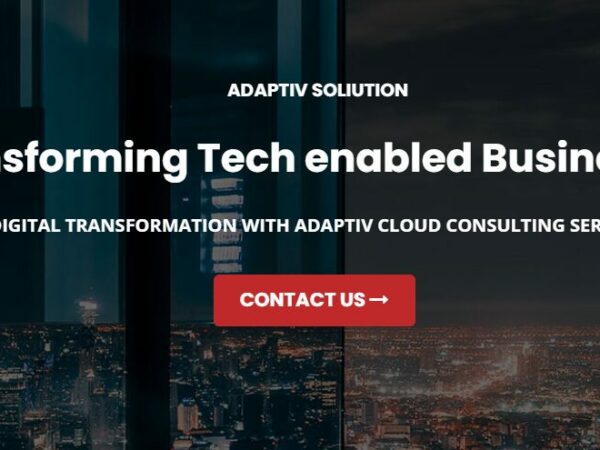 ADAPTIV SOLIUTION
nsforming Tech enabled Busin
DIGITAL TRANSFORMATION WITH ADAPTIV CLOUD CONSULTING SER
CONTACT US →